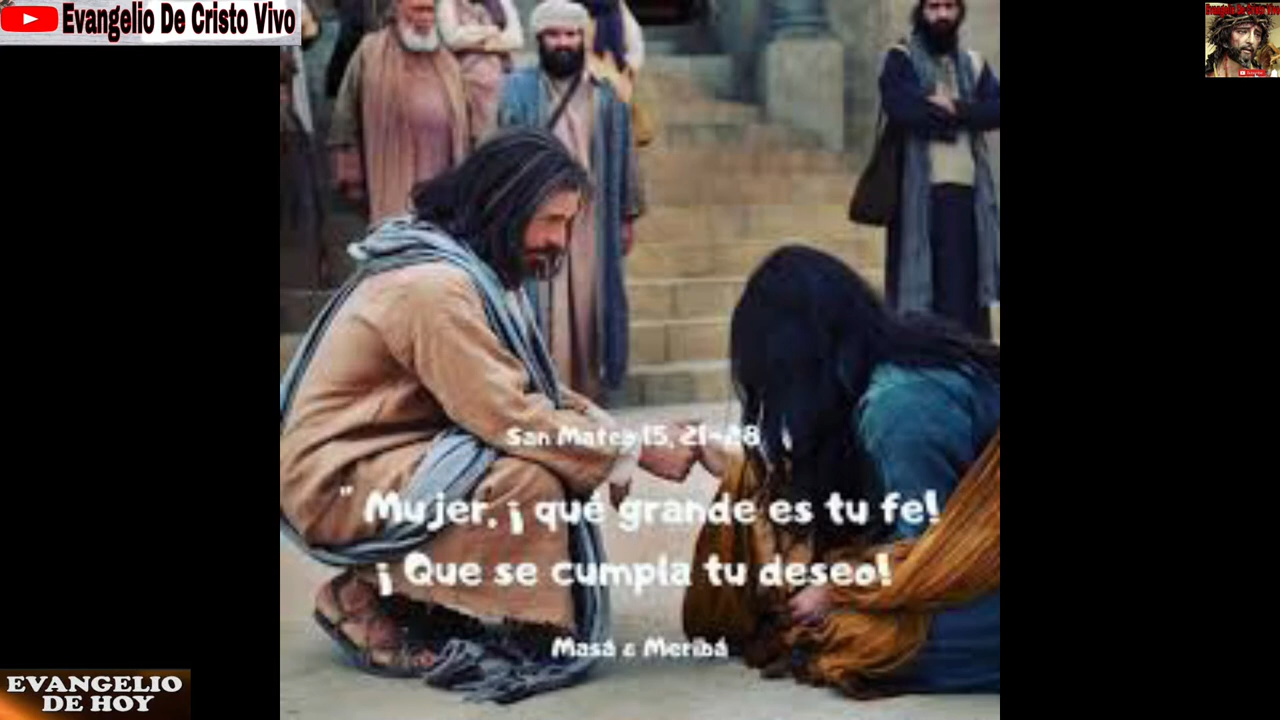 Evangelio De Cristo Vivo
San Mateo 15, 21-28
" Mujer, ¡ qué grande es tu fe!
¡ Que se cumpla tu deseo!
Masá & Meribá
EVANGELIO
DE HOY